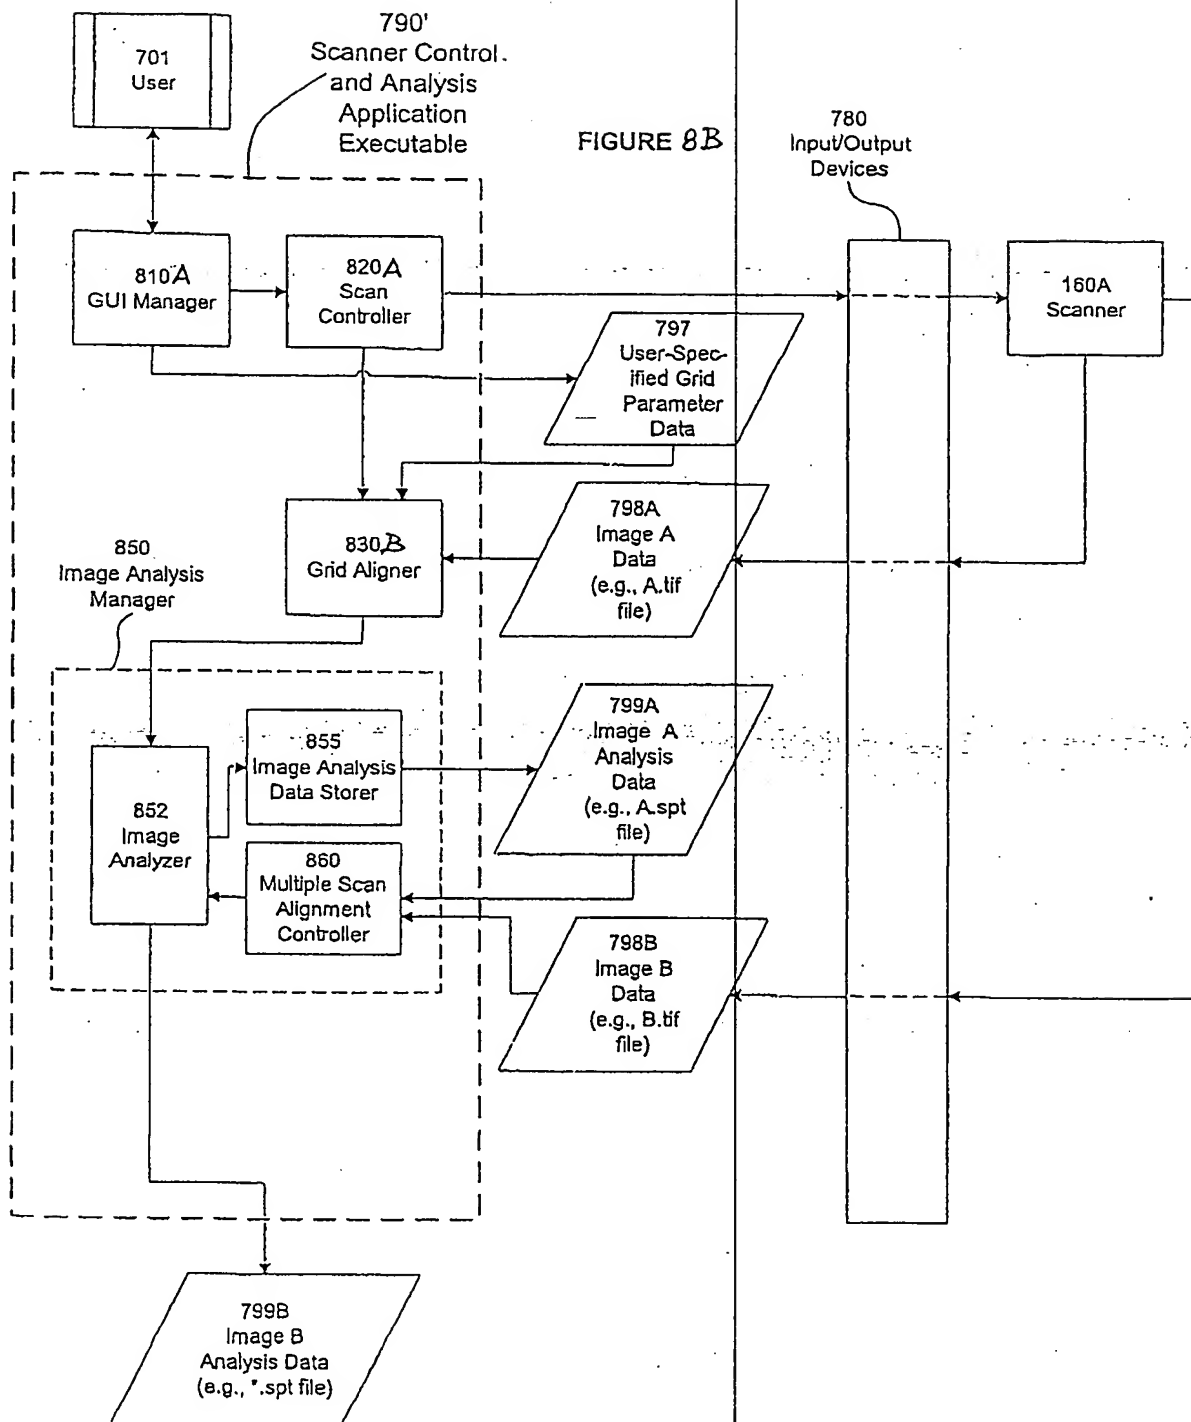 701
User
790'
Scanner Control
and Analysis
Application
Executable
FIGURE 8B
780
Input/Output
Devices
810A
GUI Manager
820A
Scan
Controller
160A
Scanner
797
User-Spec-
ified Grid
Parameter
Data
850
Image Analysis
Manager
830B
Grid Aligner
798A
Image A
Data
(e.g., A.tif
file)
855
Image Analysis
Data Storer
799A
Image A
Analysis
Data
(e.g., A.spt
file)
852
Image
Analyzer
860
Multiple Scan
Alignment
Controller
798B
Image B
Data
(e.g., B.tif
file)
799B
Image B
Analysis Data
(e.g., *.spt file)